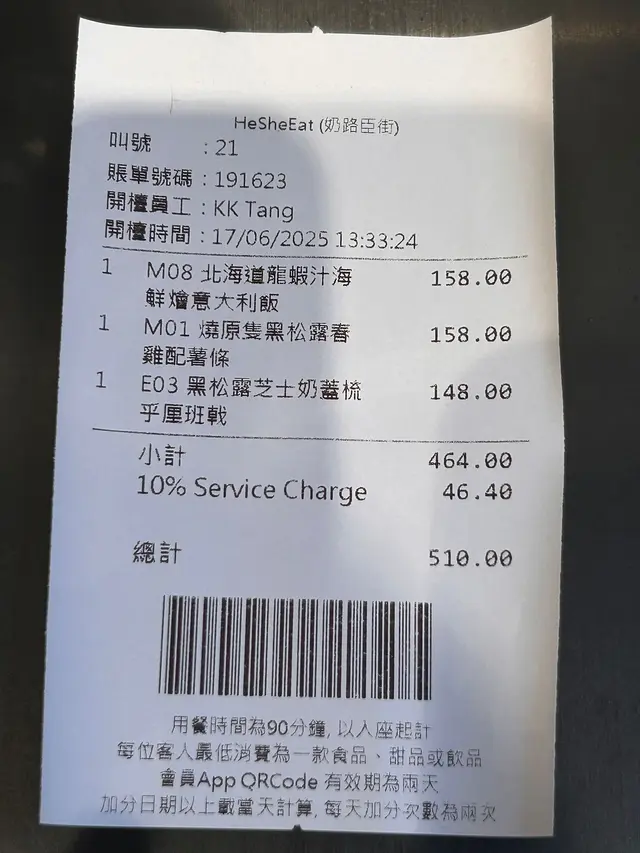 HeSheEat (奶路臣街)
叫號 : 21
賬單號碼 : 191623
開檯員工 : KK Tang
開檯時間 : 17/06/2025 13:33:24
1 M08 北海道龍蝦汁海 158.00
鮮燴意大利飯
1 M01 燒原隻黑松露春 158.00
雞配薯條
1 E03 黑松露芝士奶蓋梳 148.00
乎厘班戟
小計 464.00
10% Service Charge 46.40
總計 510.00
用餐時間為90分鐘, 以入座起計
每位客人最低消費為一款食品、甜品或飲品
會員App QRCode 有效期為兩天
加分日期以上載當天計算, 每天加分次數為兩次